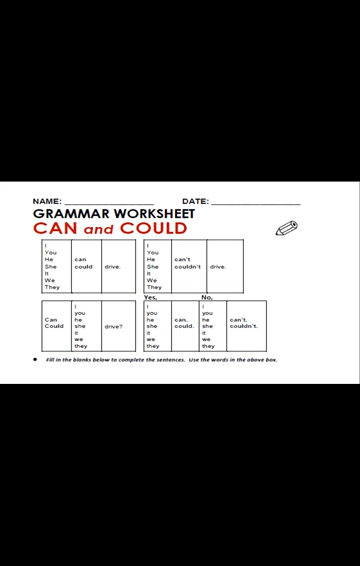 NAME: ____________________ DATE: ____________________
GRAMMAR WORKSHEET
CAN and COULD
I
You
He
She
It
We
They
can
could
drive.
I
You
He
She
It
We
They
can't
couldn't
drive.
Can
Could
I
you
he
she
it
we
they
drive?
Yes,
I
you
he
she
it
we
they
can.
could.
No,
I
you
he
she
it
we
they
can't.
couldn't.
● Fill in the blanks below to complete the sentences. Use the words in the above box.